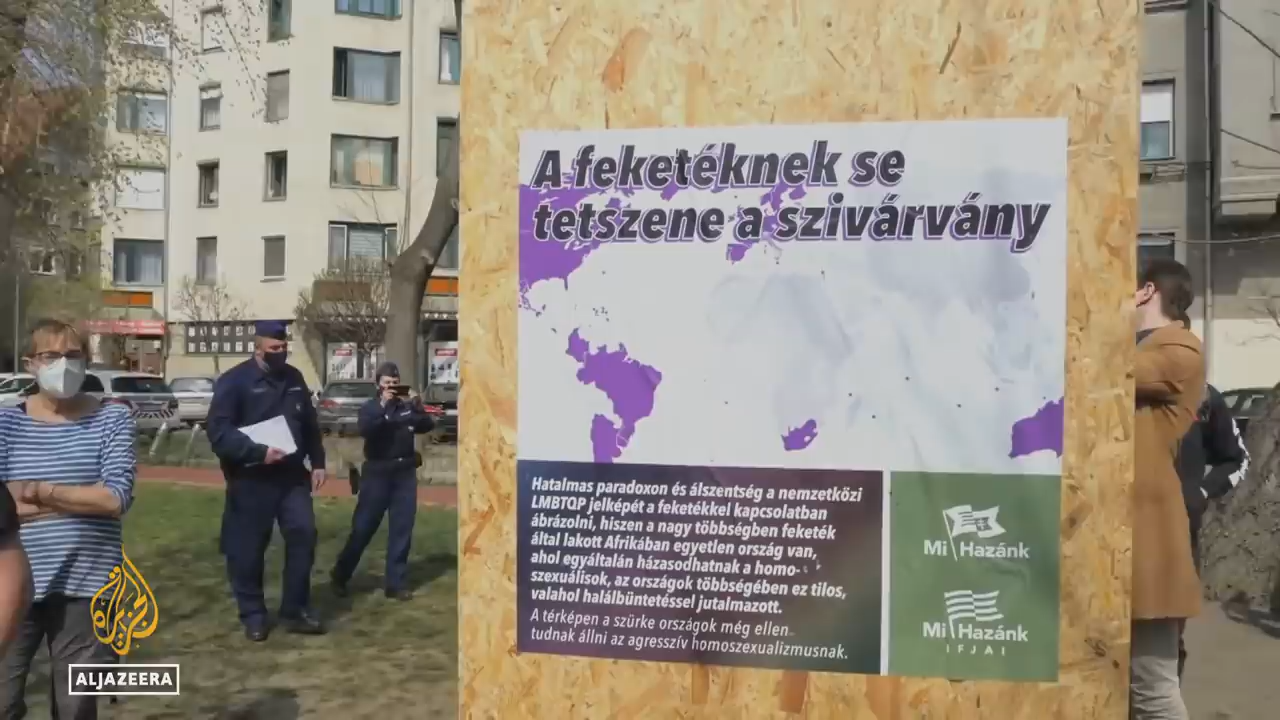 A feketéknek se
tetszene a szivárvány
Hatalmas paradoxon és álszentség a nemzetközi
LMBTQP jelképét a feketékkel kapcsolatban
ábrázolni, hiszen a nagy többségben feketék
által lakott Afrikában egyetlen ország van,
ahol egyáltalán házasodhatnak a homo-
szexuálisok, az országok többségében ez tilos,
valahol halálbüntetéssel jutalmazott.
A térképen a szürke országok még ellen
tudnak állni az agresszív homoszexualizmusnak.
Mi Hazánk
Mi Hazánk
IFJAI
الجزيرة
ALJAZEERA